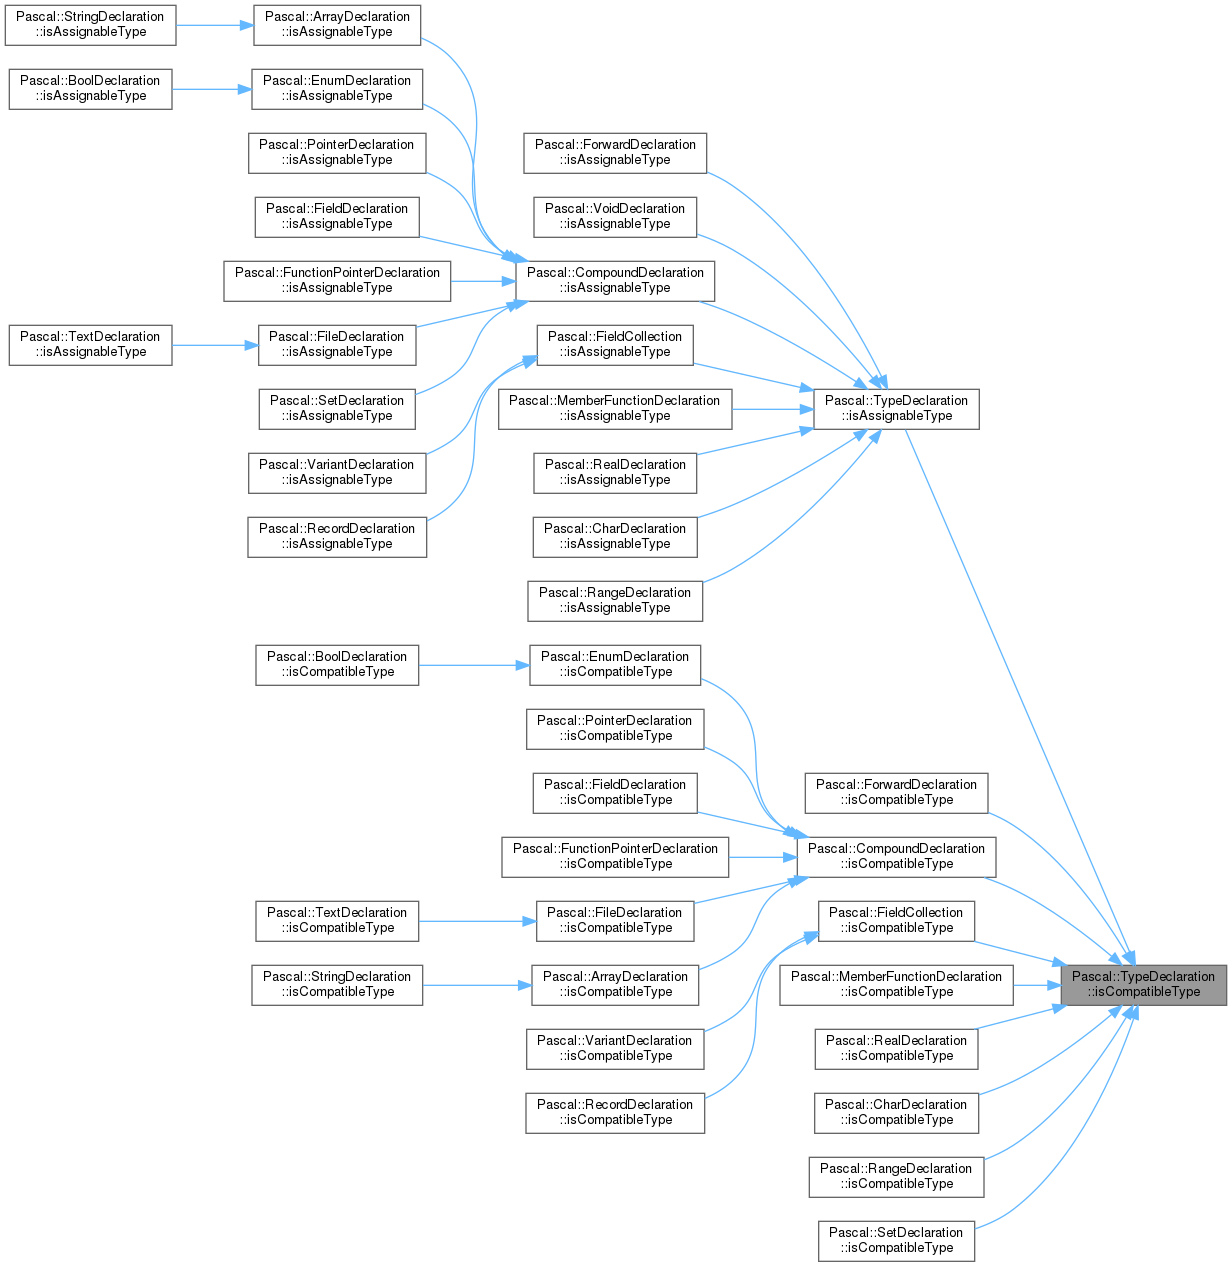 Pascal::StringDeclaration
::isAssignableType
Pascal::ArrayDeclaration
::isAssignableType
Pascal::BoolDeclaration
::isAssignableType
Pascal::EnumDeclaration
::isAssignableType
Pascal::PointerDeclaration
::isAssignableType
Pascal::ForwardDeclaration
::isAssignableType
Pascal::FieldDeclaration
::isAssignableType
Pascal::VoidDeclaration
::isAssignableType
Pascal::FunctionPointerDeclaration
::isAssignableType
Pascal::CompoundDeclaration
::isAssignableType
Pascal::TextDeclaration
::isAssignableType
Pascal::FileDeclaration
::isAssignableType
Pascal::FieldCollection
::isAssignableType
Pascal::SetDeclaration
::isAssignableType
Pascal::MemberFunctionDeclaration
::isAssignableType
Pascal::TypeDeclaration
::isAssignableType
Pascal::VariantDeclaration
::isAssignableType
Pascal::RealDeclaration
::isAssignableType
Pascal::RecordDeclaration
::isAssignableType
Pascal::CharDeclaration
::isAssignableType
Pascal::RangeDeclaration
::isAssignableType
Pascal::BoolDeclaration
::isCompatibleType
Pascal::EnumDeclaration
::isCompatibleType
Pascal::PointerDeclaration
::isCompatibleType
Pascal::FieldDeclaration
::isCompatibleType
Pascal::ForwardDeclaration
::isCompatibleType
Pascal::FunctionPointerDeclaration
::isCompatibleType
Pascal::CompoundDeclaration
::isCompatibleType
Pascal::TextDeclaration
::isCompatibleType
Pascal::FileDeclaration
::isCompatibleType
Pascal::FieldCollection
::isCompatibleType
Pascal::StringDeclaration
::isCompatibleType
Pascal::ArrayDeclaration
::isCompatibleType
Pascal::MemberFunctionDeclaration
::isCompatibleType
Pascal::TypeDeclaration
::isCompatibleType
Pascal::VariantDeclaration
::isCompatibleType
Pascal::RealDeclaration
::isCompatibleType
Pascal::RecordDeclaration
::isCompatibleType
Pascal::CharDeclaration
::isCompatibleType
Pascal::RangeDeclaration
::isCompatibleType
Pascal::SetDeclaration
::isCompatibleType